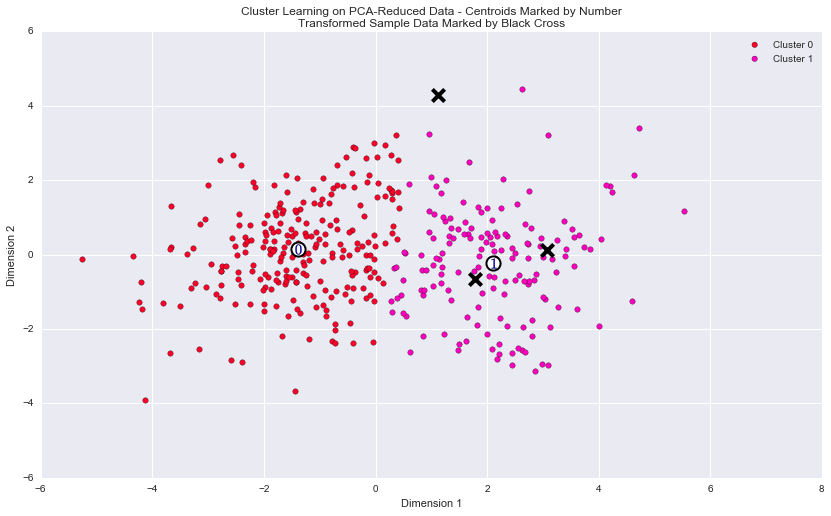 Cluster Learning on PCA-Reduced Data - Centroids Marked by Number
Transformed Sample Data Marked by Black Cross
Cluster 0
Cluster 1
6
4
2
0
−2
−4
−6
Dimension 2
0
1
−6
−4
−2
0
2
4
6
8
Dimension 1